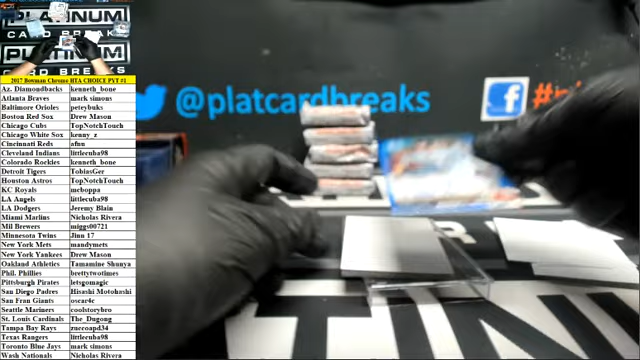 PLATINUM
CARD BREAKS
PLATINUM
CARD BREAKS
2017 Bowman Chrome HTA CHOICE PYT #1
Az. Diamondbacks kenneth_bone
Atlanta Braves mark simons
Baltimore Orioles peteybuks
Boston Red Sox Drew Mason
Chicago Cubs TopNotchTouch
Chicago White Sox kenny_z
Cincinnati Reds afnn
Cleveland Indians littlecuba98
Colorado Rockies kenneth_bone
Detroit Tigers TobiasGer
Houston Astros TopNotchTouch
KC Royals mcboppa
LA Angels littlecuba98
LA Dodgers Jeremy Blain
Miami Marlins Nicholas Rivera
Mil Brewers miggs00721
Minnesota Twins Jinn 17
New York Mets mandymets
New York Yankees Drew Mason
Oakland Athletics Tamamine Shunya
Phil. Phillies brettytwotimes
Pittsburgh Pirates letsgomagic
San Diego Padres Hisashi Motohashi
San Fran Giants oscar4c
Seattle Mariners coolstorybro
St. Louis Cardinals The_Dugong
Tampa Bay Rays zuccoapd34
Texas Rangers littlecuba98
Toronto Blue Jays mark simons
Wash Nationals Nicholas Rivera
@platcardbreaks
f